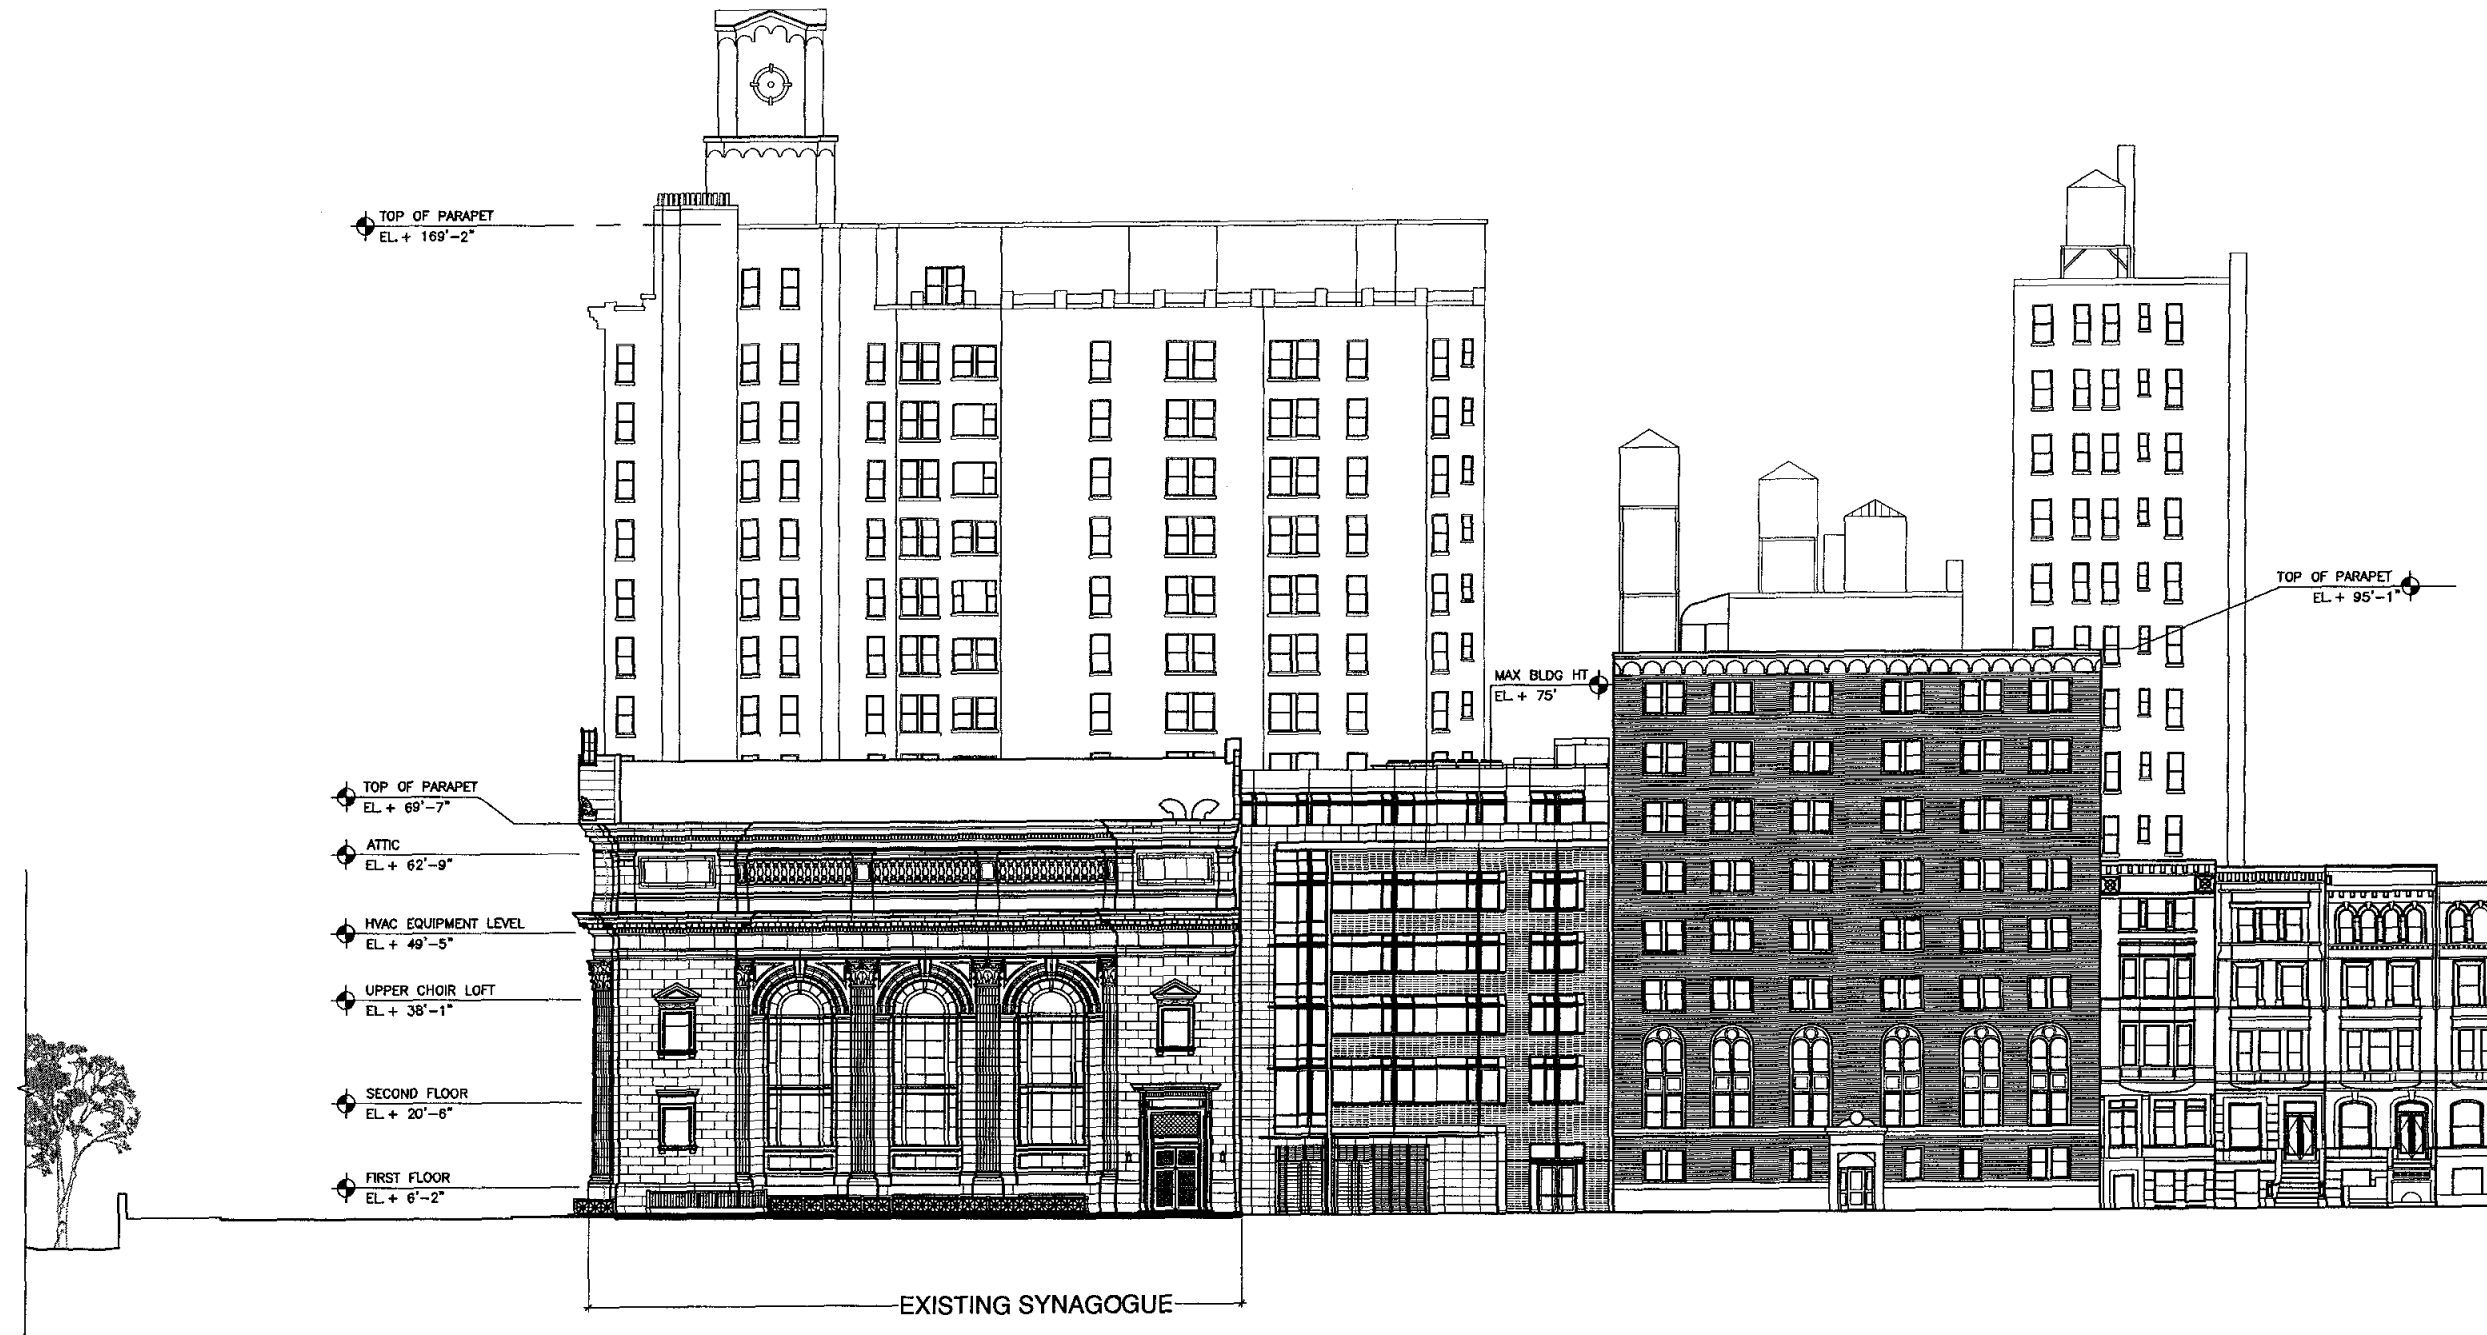 TOP OF PARAPET
EL. + 169'-2"
TOP OF PARAPET
EL. + 95'-1"
MAX BLDG HT
EL. + 75'
TOP OF PARAPET
EL. + 69'-7"
ATTIC
EL. + 62'-9"
HVAC EQUIPMENT LEVEL
EL. + 49'-5"
UPPER CHOIR LOFT
EL. + 38'-1"
SECOND FLOOR
EL. + 20'-6"
FIRST FLOOR
EL. + 6'-2"
EXISTING SYNAGOGUE